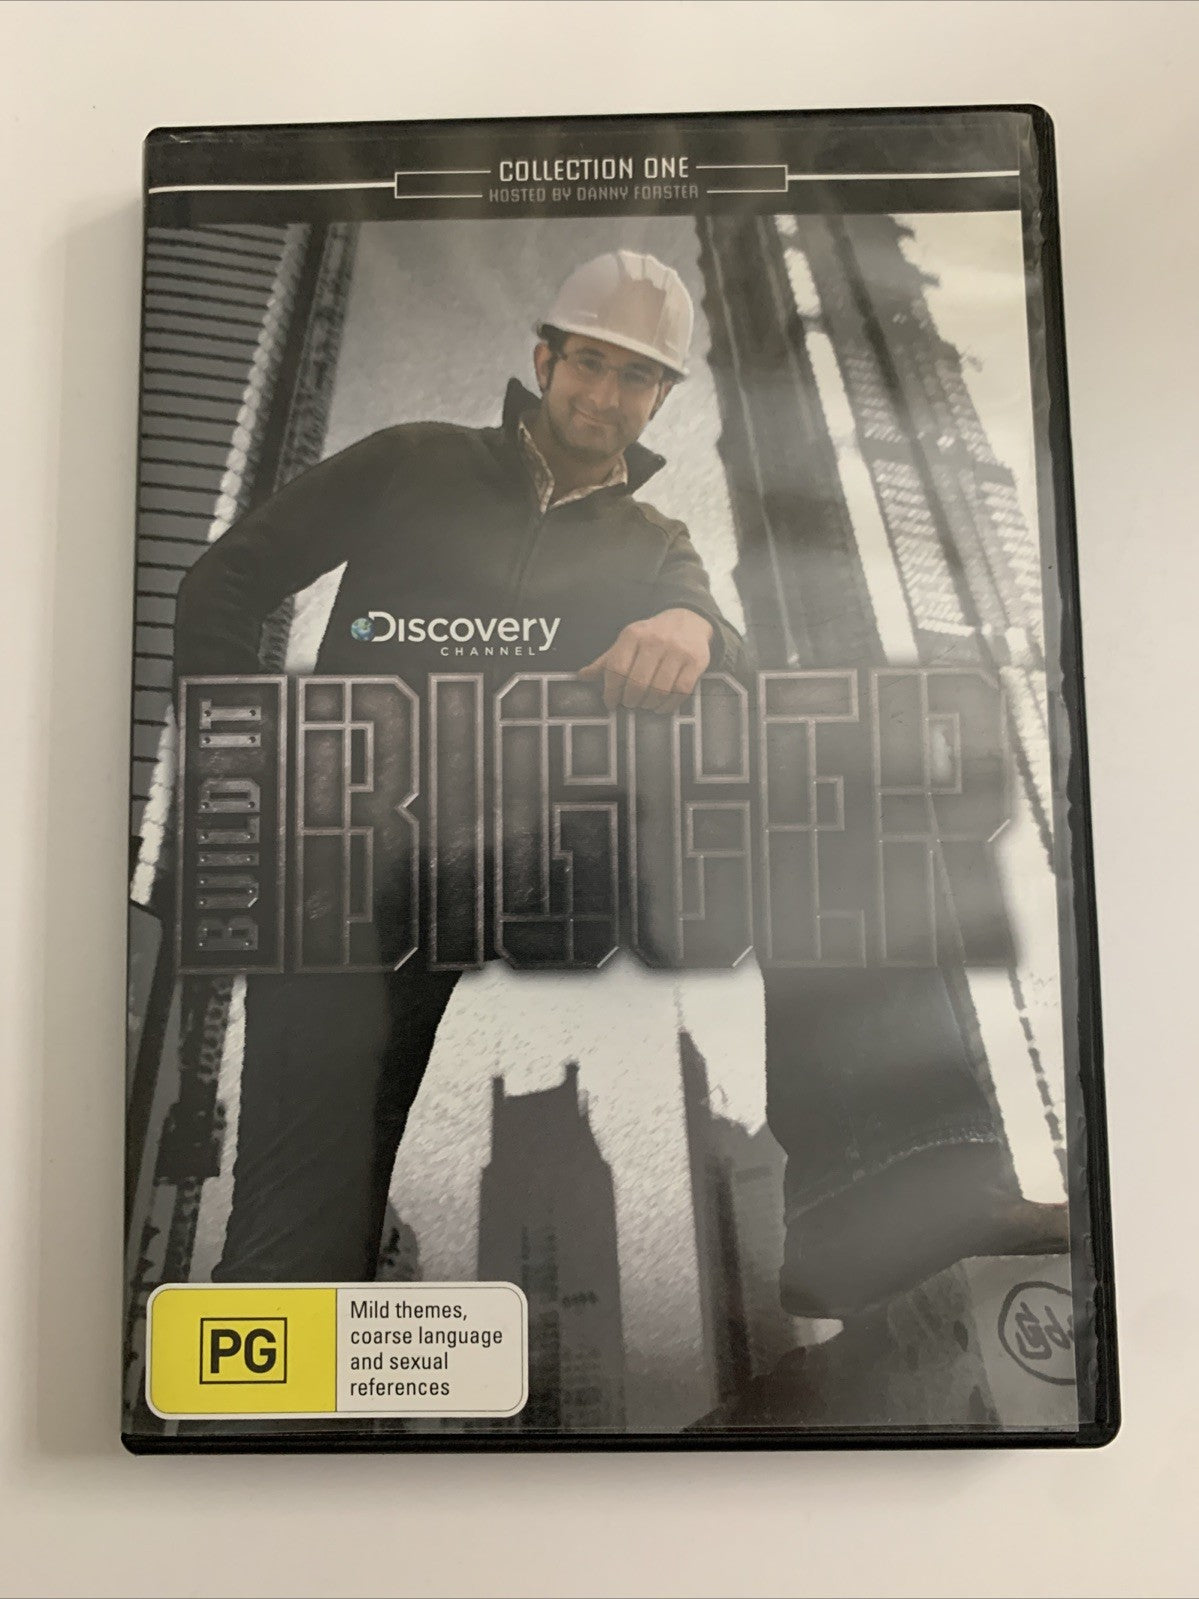 COLLECTION ONE
HOSTED BY DANNY FORSTER
Discovery
CHANNEL
BUILD IT
BIGGER
PG
Mild themes,
coarse language
and sexual
references